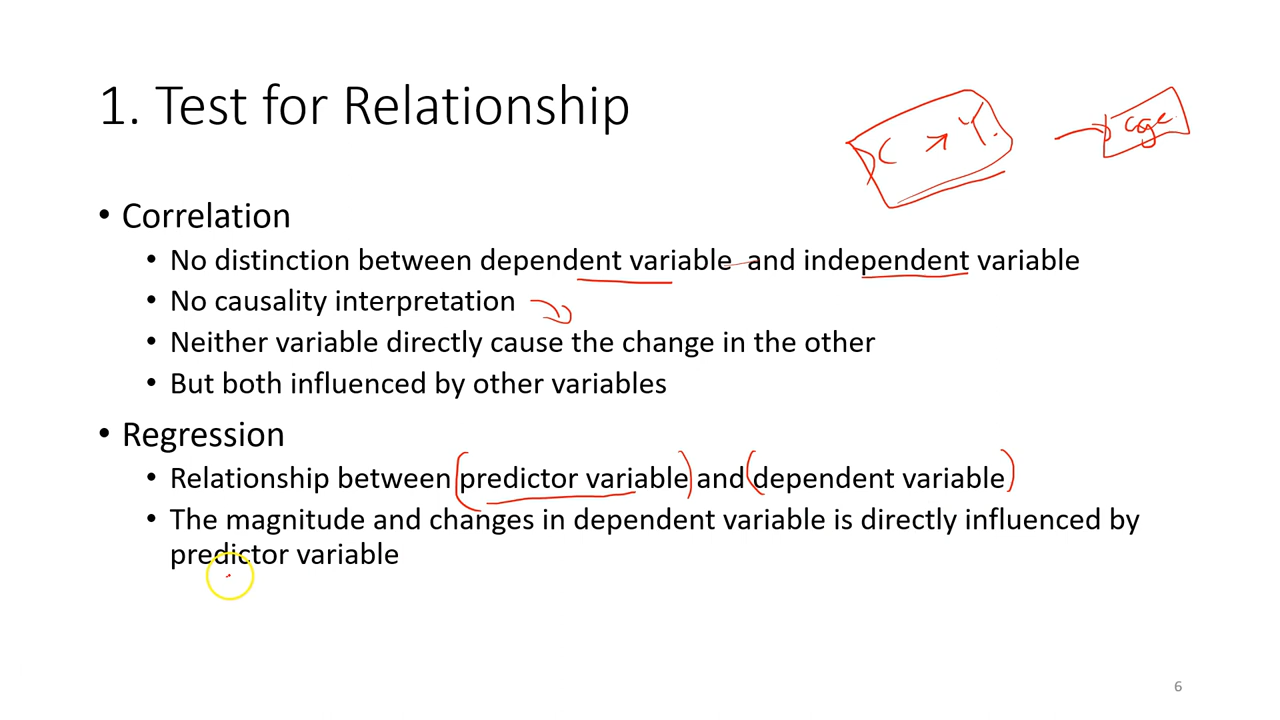 1. Test for Relationship
age
• Correlation
• No distinction between dependent variable and independent variable
• No causality interpretation
• Neither variable directly cause the change in the other
• But both influenced by other variables
• Regression
• Relationship between predictor variable and dependent variable
• The magnitude and changes in dependent variable is directly influenced by
predictor variable
6